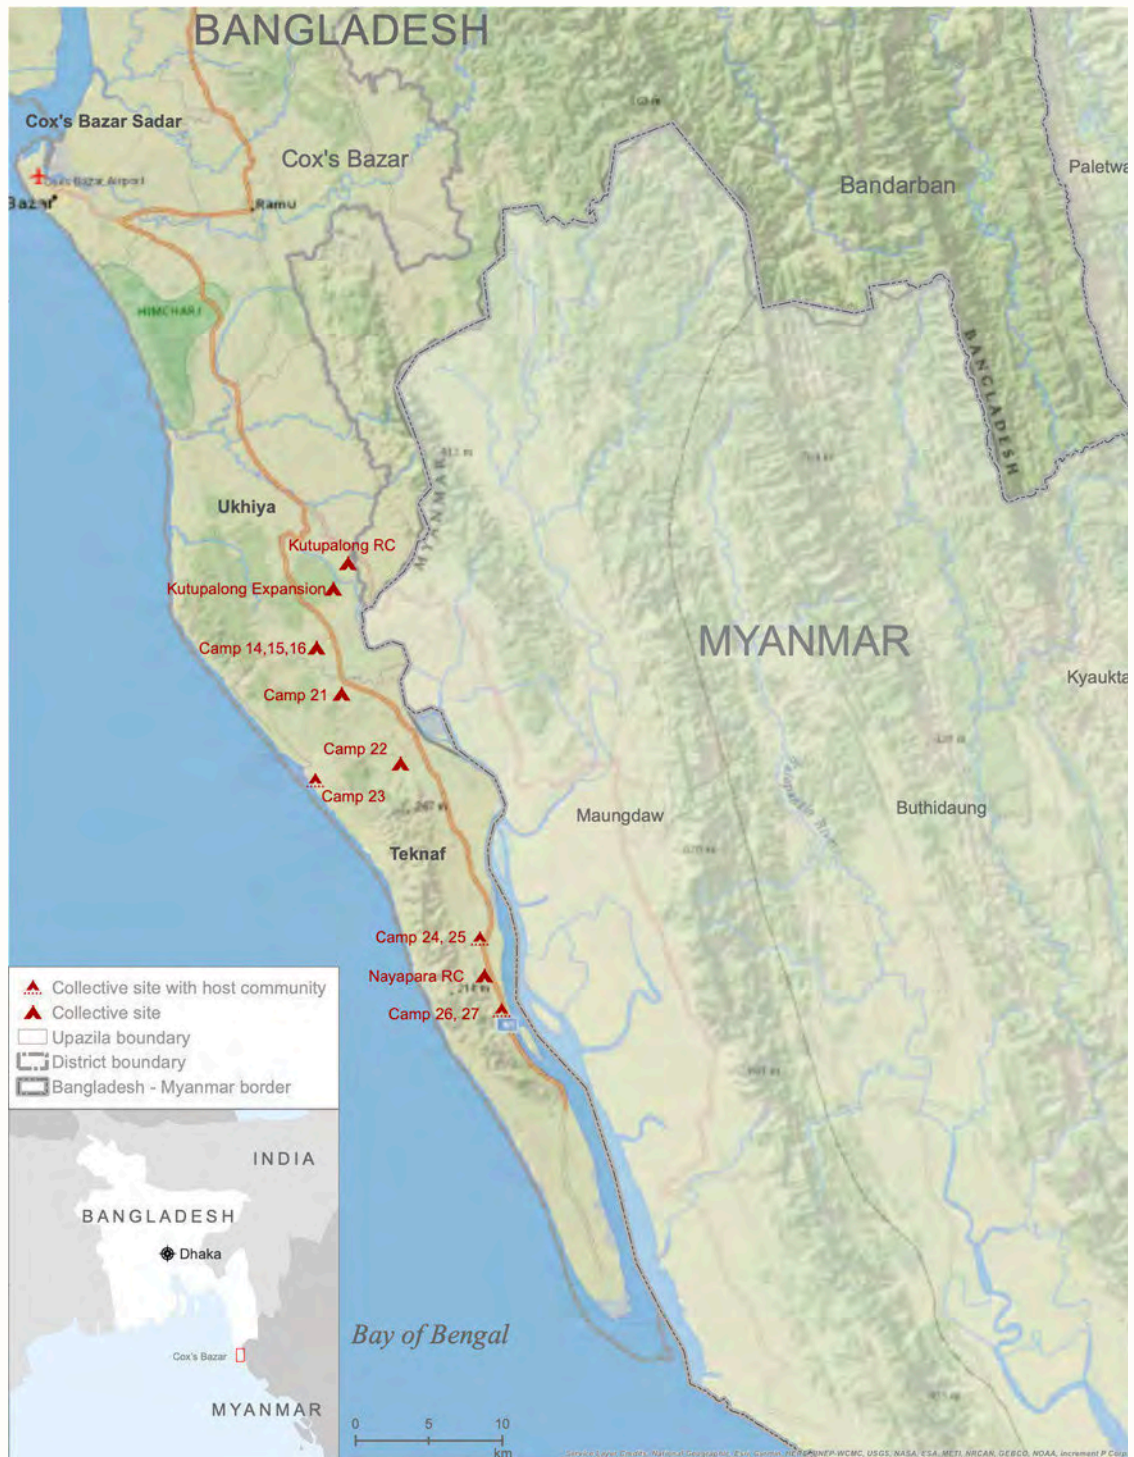 BANGLADESH
Cox's Bazar Sadar
Cox's Bazar
Paletwa
Bandarban
Bazar
Ramu
HIMCHARI
BANGLADESH
MYANMAR
Ukhiya
Kutupalong RC
Kutupalong Expansion
MYANMAR
Camp 14,15,16
Kyaukta
Camp 21
Camp 22
Camp 23
267 m
Maungdaw
Buthidaung
Teknaf
Camp 24, 25
Nayapara RC
Camp 26, 27
Collective site with host community
Collective site
Upazila boundary
District boundary
Bangladesh - Myanmar border
INDIA
BANGLADESH
Dhaka
Cox's Bazar
MYANMAR
Bay of Bengal
0 5 10
km